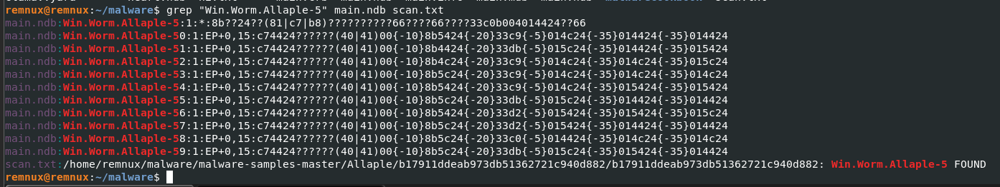 remnux@remnux:~/malware$ grep "Win.Worm.Allaple-5" main.ndb scan.txt
main.ndb:Win.Worm.Allaple-5:1:*:8b??24??(81|c7|b8)??????????66????66????33c0b004014424??66
main.ndb:Win.Worm.Allaple-50:1:EP+0,15:c74424??????(40|41)00{-10}8b5424{-20}33c9{-5}014c24{-35}014424{-35}014424
main.ndb:Win.Worm.Allaple-51:1:EP+0,15:c74424??????(40|41)00{-10}8b4424{-20}33db{-5}015c24{-35}014424{-35}015424
main.ndb:Win.Worm.Allaple-52:1:EP+0,15:c74424??????(40|41)00{-10}8b4c24{-20}33c9{-5}014c24{-35}014c24{-35}015c24
main.ndb:Win.Worm.Allaple-53:1:EP+0,15:c74424??????(40|41)00{-10}8b5c24{-20}33c9{-5}014c24{-35}014c24{-35}014c24
main.ndb:Win.Worm.Allaple-54:1:EP+0,15:c74424??????(40|41)00{-10}8b4c24{-20}33c9{-5}014c24{-35}015424{-35}015424
main.ndb:Win.Worm.Allaple-55:1:EP+0,15:c74424??????(40|41)00{-10}8b5c24{-20}33db{-5}015c24{-35}014424{-35}014424
main.ndb:Win.Worm.Allaple-56:1:EP+0,15:c74424??????(40|41)00{-10}8b5424{-20}33d2{-5}015424{-35}015424{-35}015c24
main.ndb:Win.Worm.Allaple-57:1:EP+0,15:c74424??????(40|41)00{-10}8b5c24{-20}33d2{-5}015424{-35}014424{-35}014424
main.ndb:Win.Worm.Allaple-58:1:EP+0,15:c74424??????(40|41)00{-10}8b5c24{-20}33c0{-5}014424{-35}014c24{-35}014c24
main.ndb:Win.Worm.Allaple-59:1:EP+0,15:c74424??????(40|41)00{-10}8b5c24{-20}33db{-5}015c24{-35}015424{-35}014424
scan.txt:/home/remnux/malware/malware-samples-master/Allaple/b17911ddeab973db51362721c940d882/b17911ddeab973db51362721c940d882: Win.Worm.Allaple-5 FOUND
remnux@remnux:~/malware$